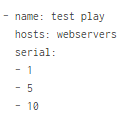 - name: test play
  hosts: webservers
  serial:
  - 1
  - 5
  - 10